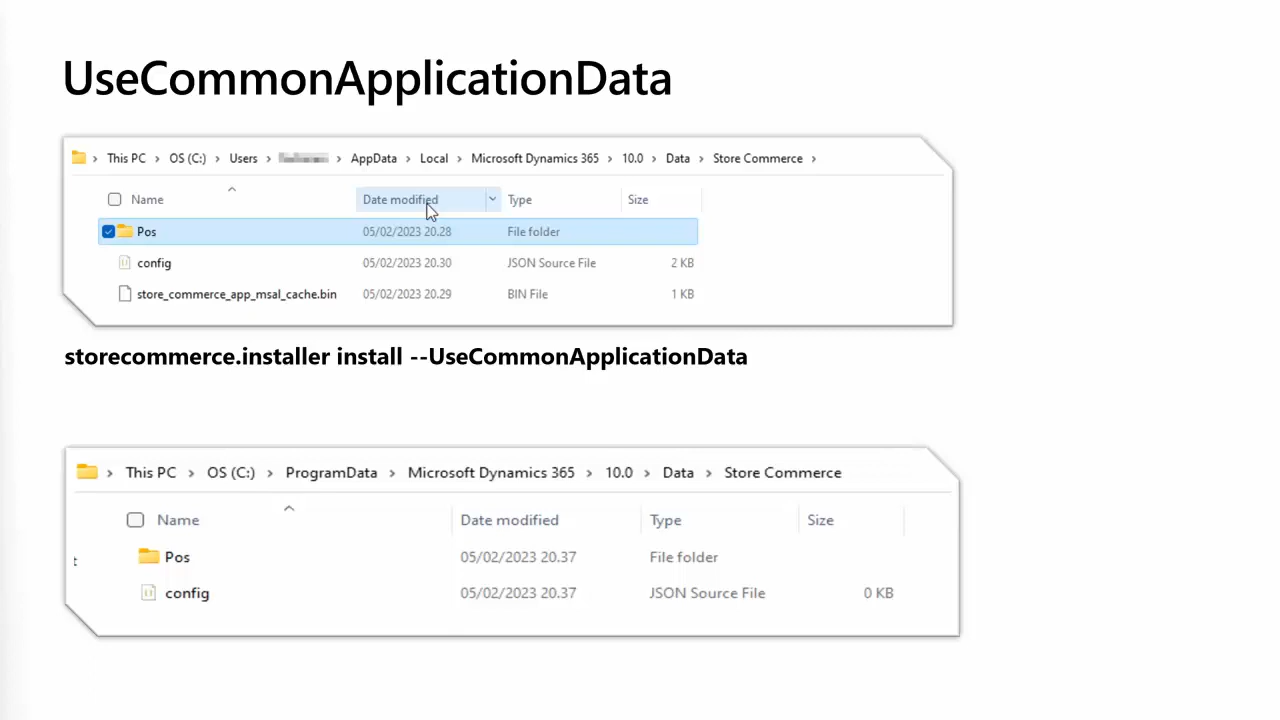 UseCommonApplicationData
This PC > OS (C:) > Users > > AppData > Local > Microsoft Dynamics 365 > 10.0 > Data > Store Commerce >
Name Date modified Type Size
Pos 05/02/2023 20.28 File folder
config 05/02/2023 20.30 JSON Source File 2 KB
store_commerce_app_msal_cache.bin 05/02/2023 20.29 BIN File 1 KB
storecommerce.installer install --UseCommonApplicationData
> This PC > OS (C:) > ProgramData > Microsoft Dynamics 365 > 10.0 > Data > Store Commerce
Name Date modified Type Size
t Pos 05/02/2023 20.37 File folder
config 05/02/2023 20.37 JSON Source File 0 KB